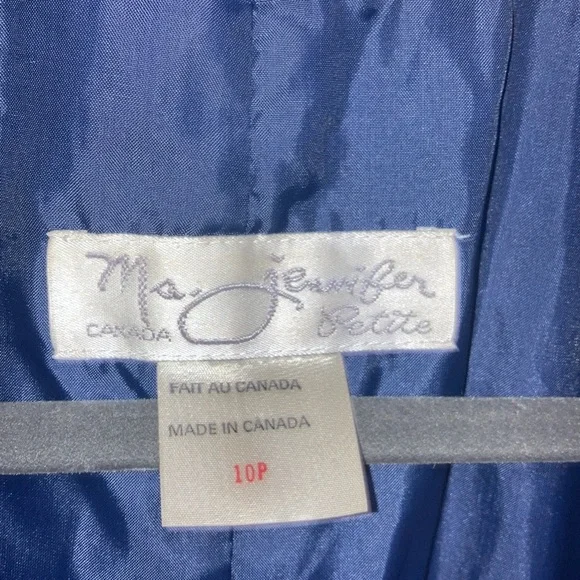 Ms. Jennifer
CANADA Petite
FAIT AU CANADA
MADE IN CANADA
10P